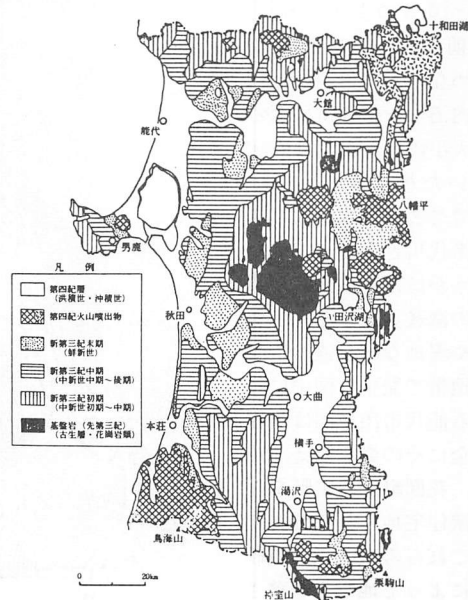 十和田湖
大館
能代
八幡平
男鹿
凡例
第四紀層
(洪積世・沖積世)
第四紀火山噴出物
新第三紀末期
(鮮新世)
新第三紀中期
(中新世中期~後期)
新第三紀初期
(中新世初期~中期)
基盤岩(先第三紀)
(古生層・花崗岩類)
秋田
田沢湖
大曲
本荘
横手
湯沢
鳥海山
栗駒山
神室山
0 20km